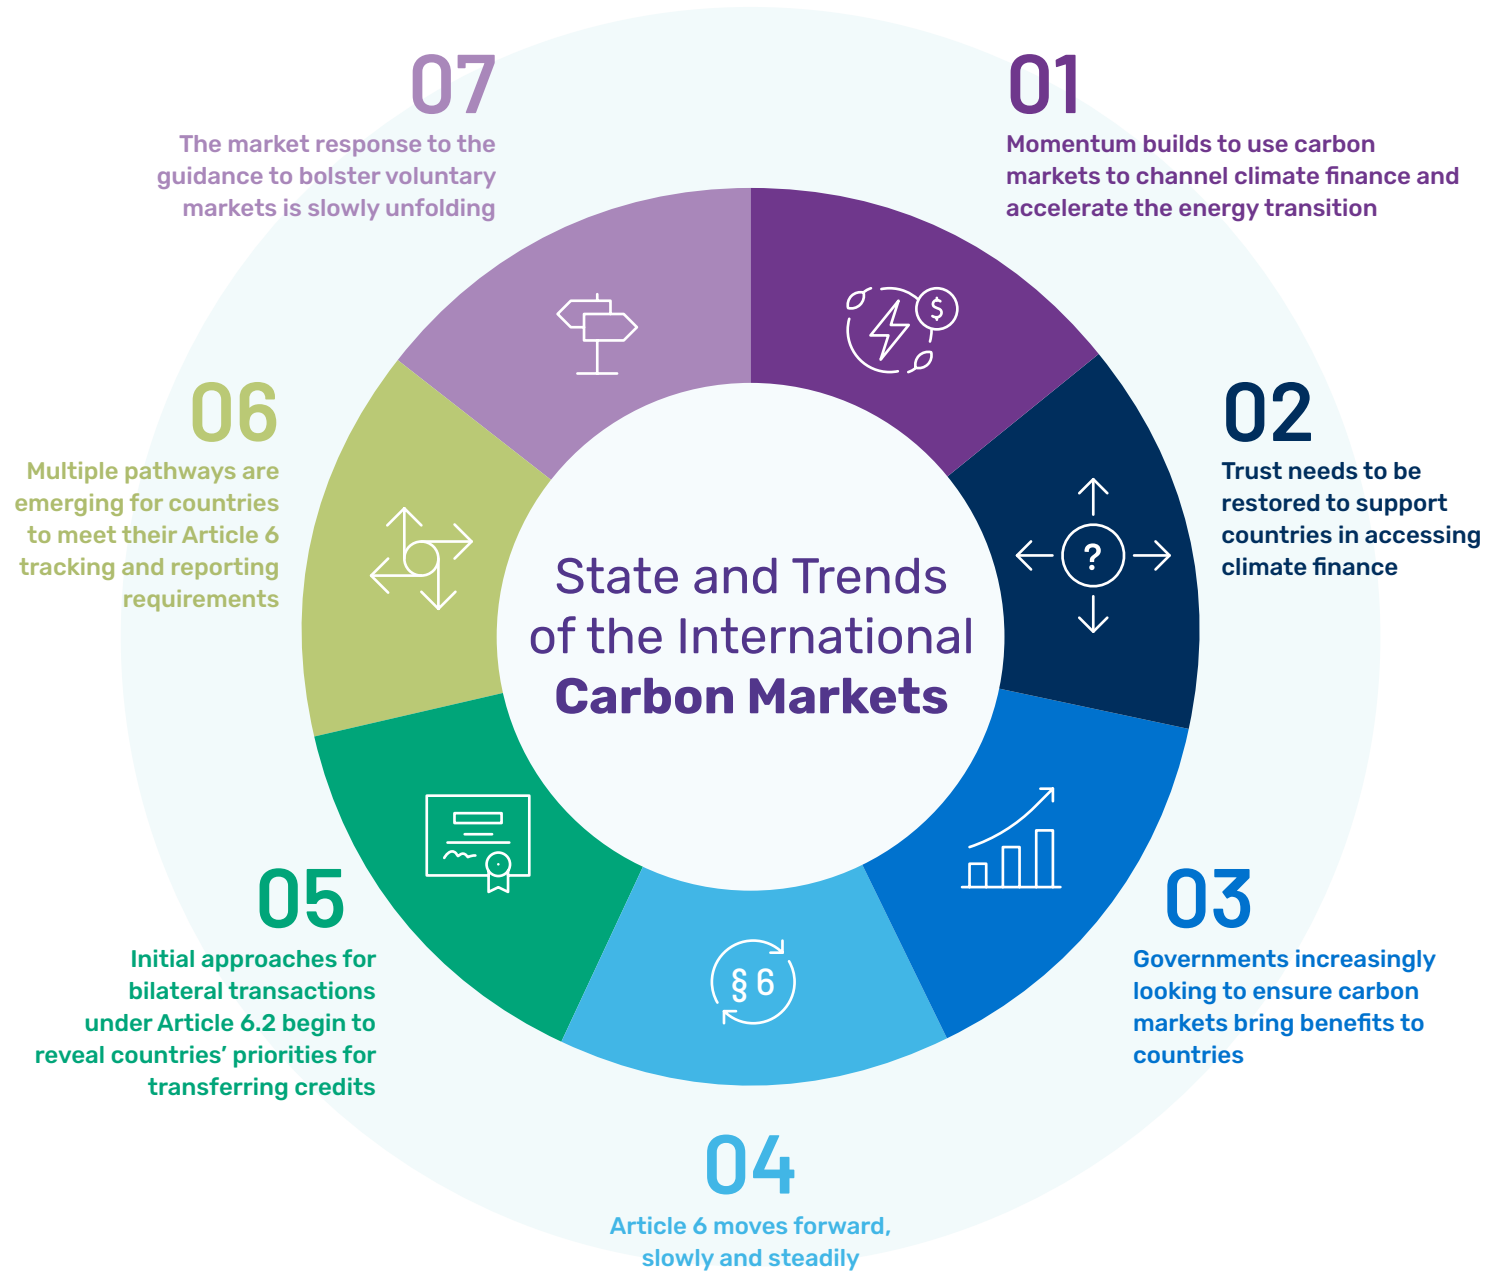 State and Trends
of the International
Carbon Markets
01
Momentum builds to use carbon
markets to channel climate finance and
accelerate the energy transition
$
02
Trust needs to be
restored to support
countries in accessing
climate finance
?
03
Governments increasingly
looking to ensure carbon
markets bring benefits to
countries
§ 6
04
Article 6 moves forward,
slowly and steadily
05
Initial approaches for
bilateral transactions
under Article 6.2 begin to
reveal countries’ priorities for
transferring credits
06
Multiple pathways are
emerging for countries
to meet their Article 6
tracking and reporting
requirements
07
The market response to the
guidance to bolster voluntary
markets is slowly unfolding